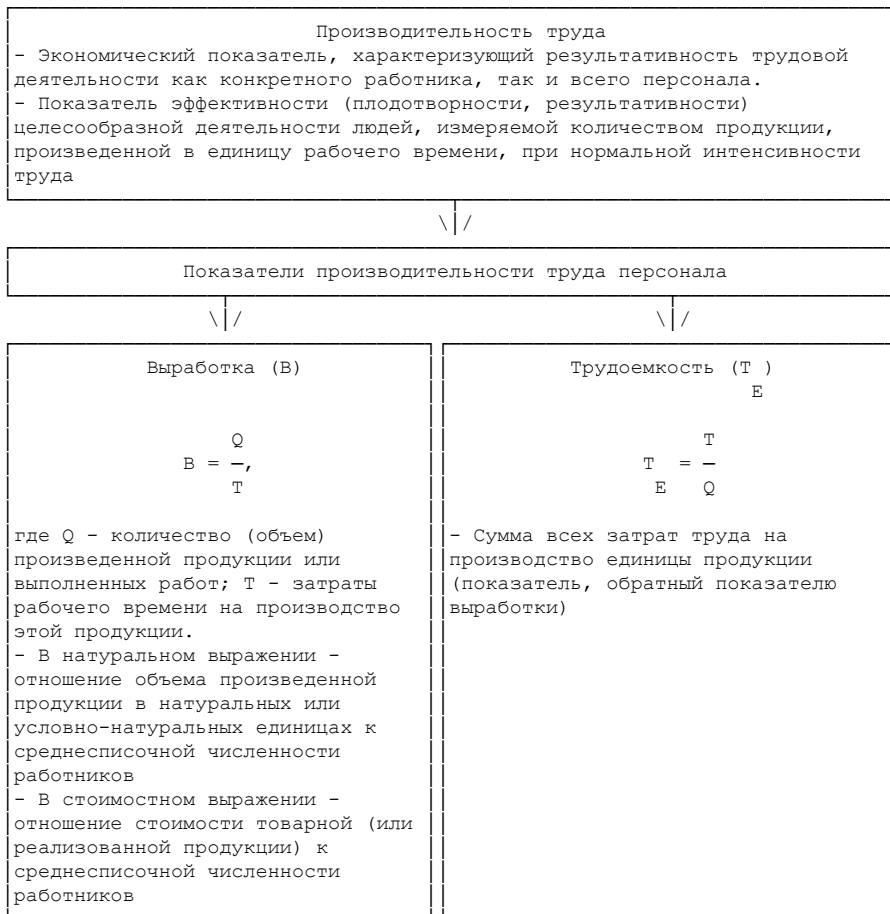 Производительность труда
- Экономический показатель, характеризующий результативность трудовой
деятельности как конкретного работника, так и всего персонала.
- Показатель эффективности (плодотворности, результативности)
целесообразной деятельности людей, измеряемой количеством продукции,
произведенной в единицу рабочего времени, при нормальной интенсивности
труда
Показатели производительности труда персонала
Выработка (В)
Q
В = ─,
Т
где Q - количество (объем)
произведенной продукции или
выполненных работ; Т - затраты
рабочего времени на производство
этой продукции.
- В натуральном выражении -
отношение объема произведенной
продукции в натуральных или
условно-натуральных единицах к
среднесписочной численности
работников
- В стоимостном выражении -
отношение стоимости товарной (или
реализованной продукции) к
среднесписочной численности
работников
Трудоемкость (Т )
Е
Т
Т = ─
Е Q
- Сумма всех затрат труда на
производство единицы продукции
(показатель, обратный показателю
выработки)